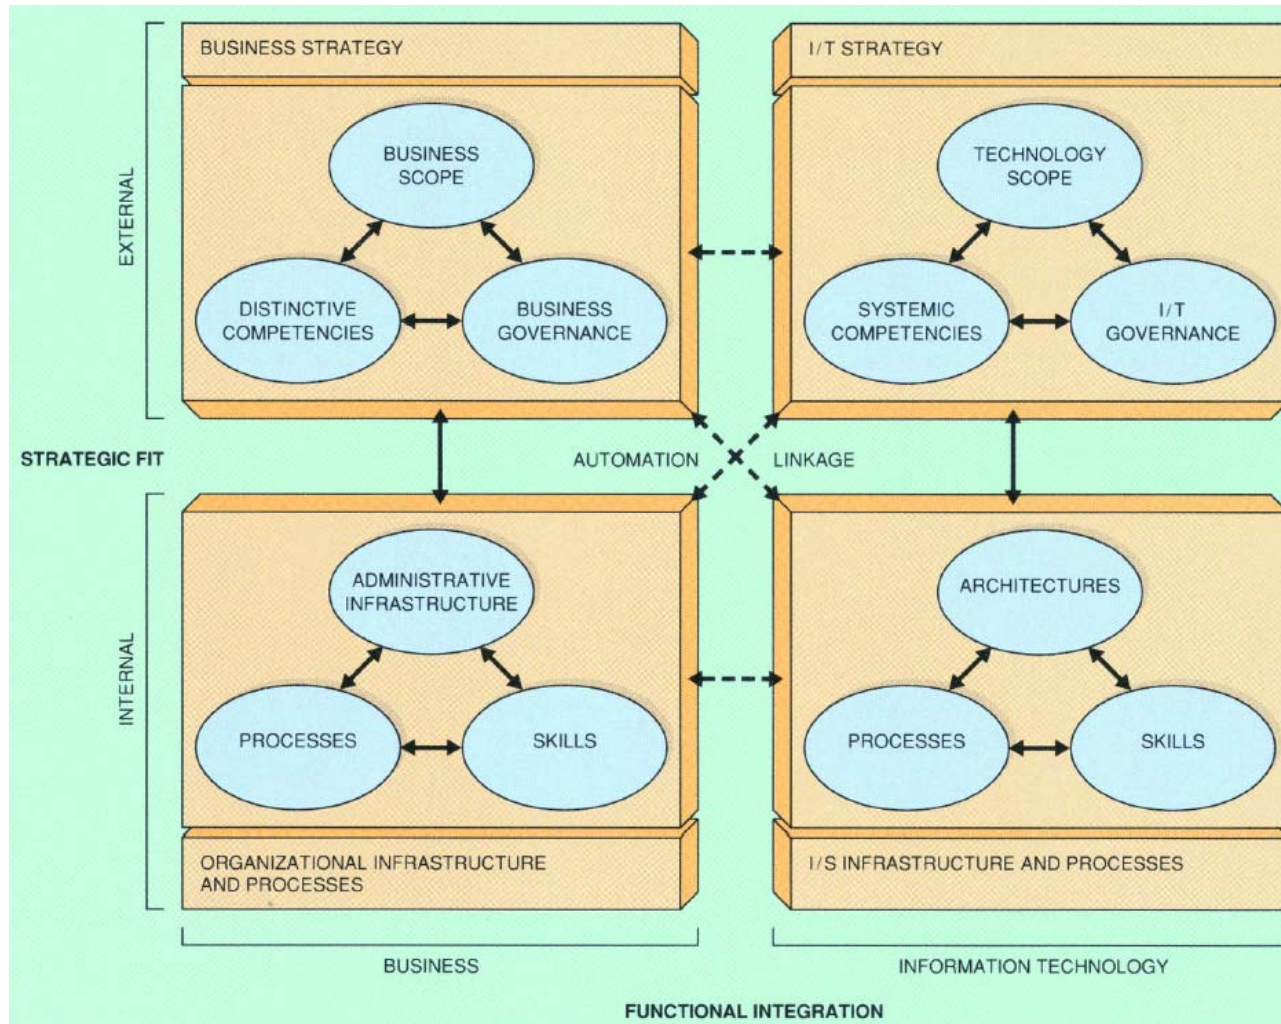 BUSINESS STRATEGY
I/T STRATEGY
BUSINESS
SCOPE
TECHNOLOGY
SCOPE
EXTERNAL
DISTINCTIVE
COMPETENCIES
BUSINESS
GOVERNANCE
SYSTEMIC
COMPETENCIES
I/T
GOVERNANCE
STRATEGIC FIT
AUTOMATION
LINKAGE
ADMINISTRATIVE
INFRASTRUCTURE
ARCHITECTURES
INTERNAL
PROCESSES
SKILLS
PROCESSES
SKILLS
ORGANIZATIONAL INFRASTRUCTURE
AND PROCESSES
I/S INFRASTRUCTURE AND PROCESSES
BUSINESS
INFORMATION TECHNOLOGY
FUNCTIONAL INTEGRATION